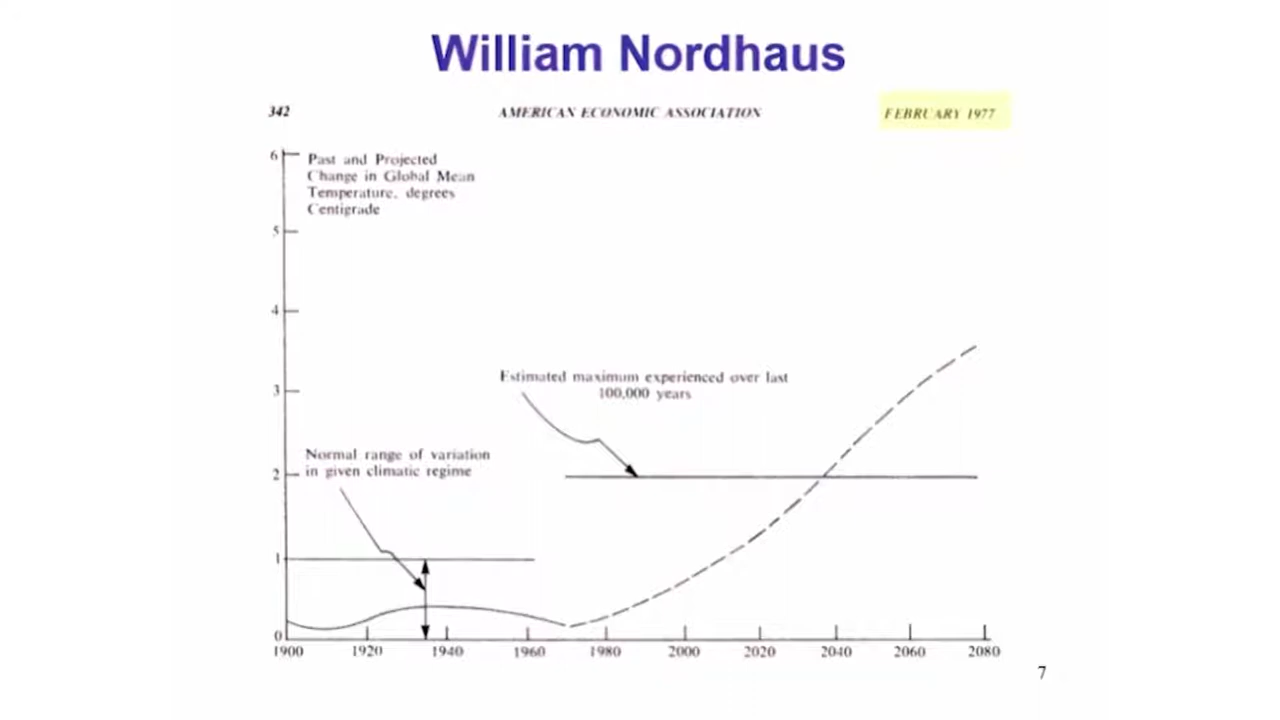 William Nordhaus
342 AMERICAN ECONOMIC ASSOCIATION FEBRUARY 1977
6
Past and Projected
Change in Global Mean
Temperature, degrees
Centigrade
5
4
3
Estimated maximum experienced over last
100,000 years
Normal range of variation
2
in given climatic regime
1
0
1900 1920 1940 1960 1980 2000 2020 2040 2060 2080
7